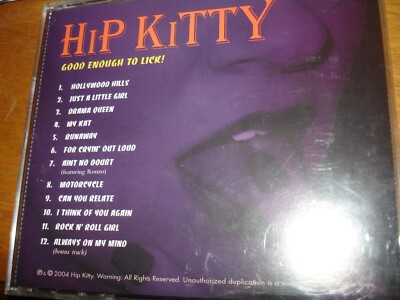 HiP KiTTY
GOOD ENOUGH TO LICK!
1. HOLLYWOOD HILLS
2. JUST A LITTLE GIRL
3. DRAMA QUEEN
4. MY KAT
5. RUNAWAY
6. FOR CRYIN' OUT LOUD
7. AINT NO DOUBT
(featuring Romeo)
8. MOTORCYCLE
9. CAN YOU RELATE
10. I THINK OF YOU AGAIN
11. ROCK N' ROLL GIRL
12. ALWAYS ON MY MIND
(bonus track)
℗ & © 2004 Hip Kitty. Warning: All Rights Reserved. Unauthorized duplication is a